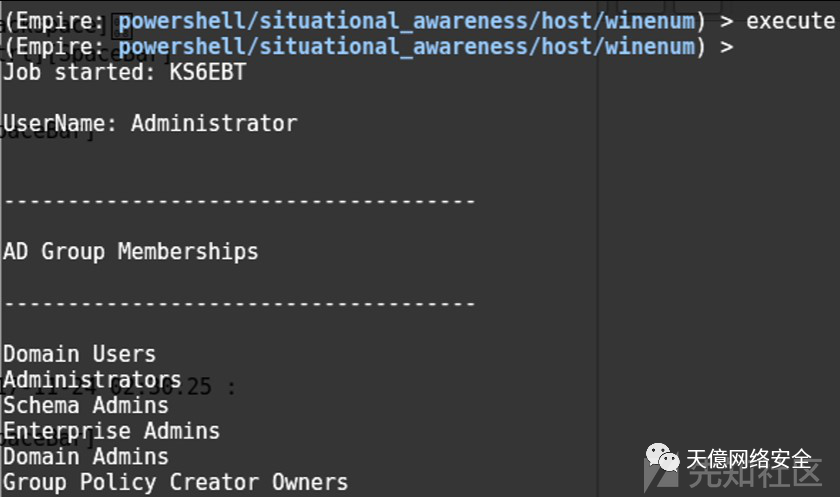 (Empire: powershell/situational_awareness/host/winenum) > execute
(Empire: powershell/situational_awareness/host/winenum) >
Job started: KS6EBT
UserName: Administrator
-------------------------------------
AD Group Memberships
-------------------------------------
Domain Users
Administrators
Schema Admins
Enterprise Admins
Domain Admins
Group Policy Creator Owners
天億网络安全
先知社区